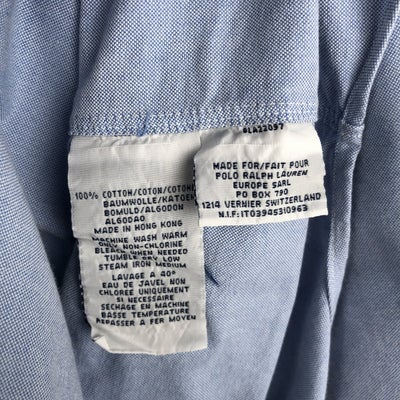 100% COTTON/COTON/COTONE
BAUMWOLLE/KATOEN
BOMULD/ALGODON
ALGODAO
MADE IN HONG KONG
MACHINE WASH WARM
ONLY NON-CHLORINE
BLEACH WHEN NEEDED
TUMBLE DRY LOW
STEAM IRON MEDIUM
LAVAGE A 40°
EAU DE JAVEL NON
CHLOREE UNIQUEMENT
SI NECESSAIRE
SECHAGE EN MACHINE
BASSE TEMPERATURE
REPASSER A FER MOYEN
BLA22097
MADE FOR/FAIT POUR
POLO RALPH LAUREN
EUROPE SARL
PO BOX 790
1214 VERNIER SWITZERLAND
N.I.F:IT03945310963